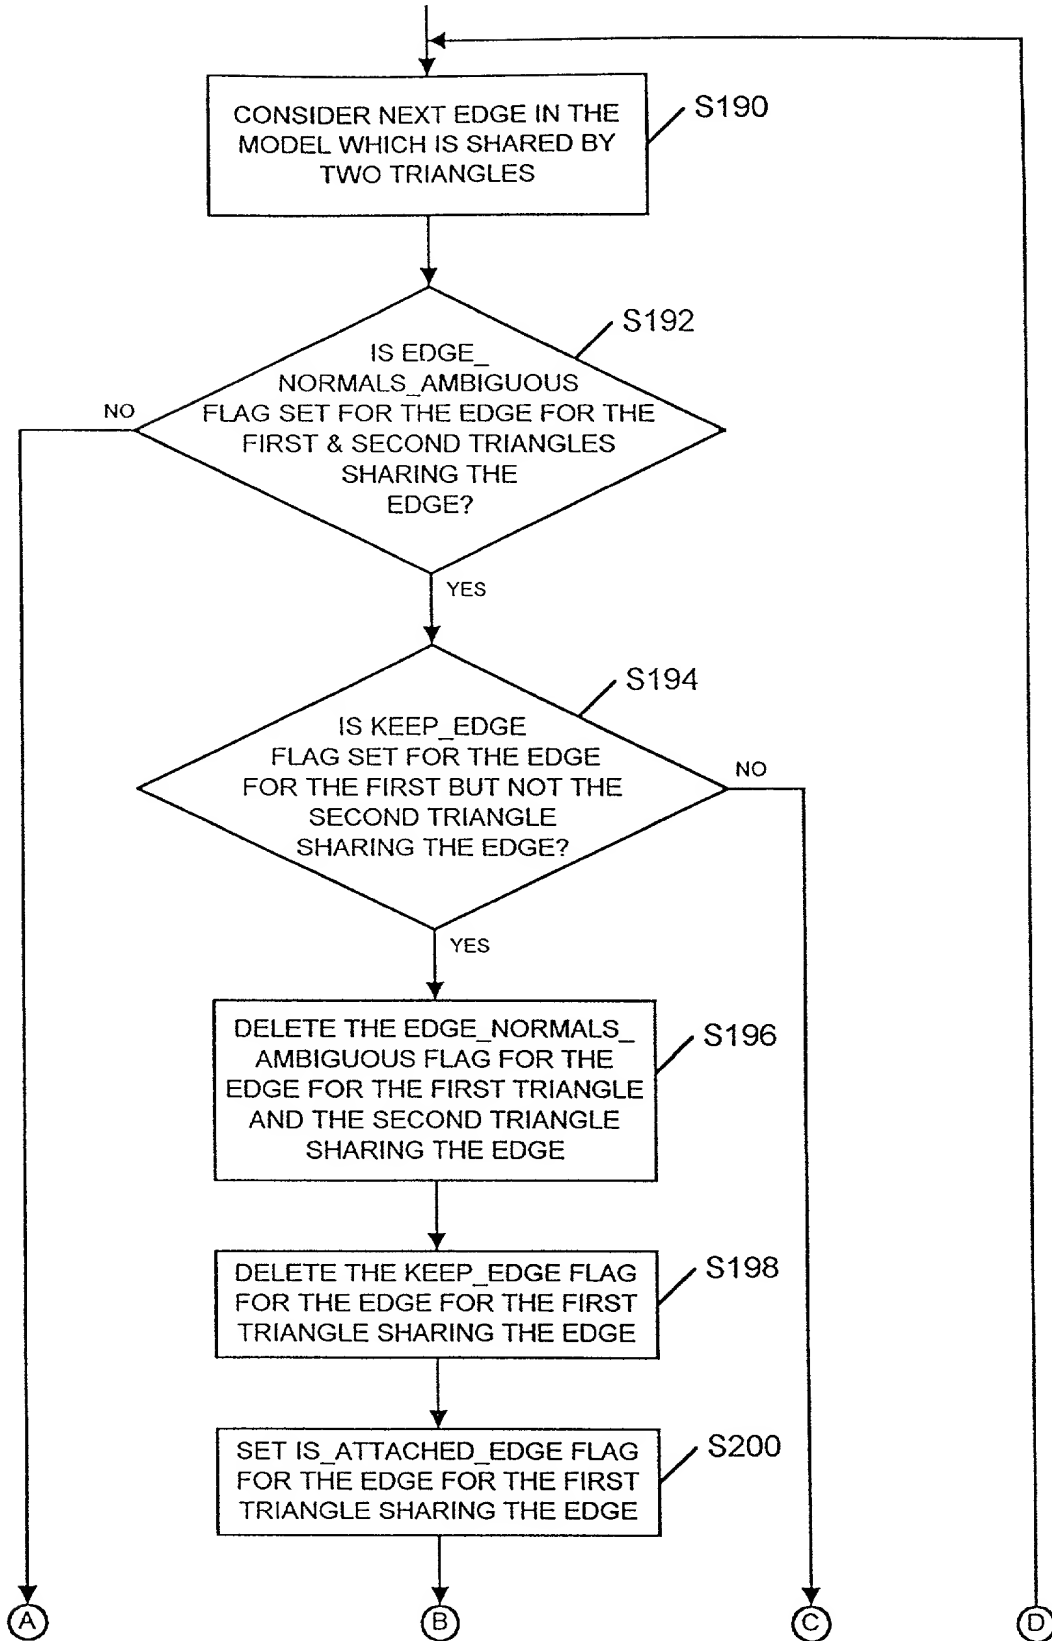 CONSIDER NEXT EDGE IN THE
MODEL WHICH IS SHARED BY
TWO TRIANGLES
S190
IS EDGE_
NORMALS_AMBIGUOUS
FLAG SET FOR THE EDGE FOR THE
FIRST & SECOND TRIANGLES
SHARING THE
EDGE?
S192
NO
YES
IS KEEP_EDGE
FLAG SET FOR THE EDGE
FOR THE FIRST BUT NOT THE
SECOND TRIANGLE
SHARING THE EDGE?
S194
NO
YES
DELETE THE EDGE_NORMALS_
AMBIGUOUS FLAG FOR THE
EDGE FOR THE FIRST TRIANGLE
AND THE SECOND TRIANGLE
SHARING THE EDGE
S196
DELETE THE KEEP_EDGE FLAG
FOR THE EDGE FOR THE FIRST
TRIANGLE SHARING THE EDGE
S198
SET IS_ATTACHED_EDGE FLAG
FOR THE EDGE FOR THE FIRST
TRIANGLE SHARING THE EDGE
S200
A
B
C
D